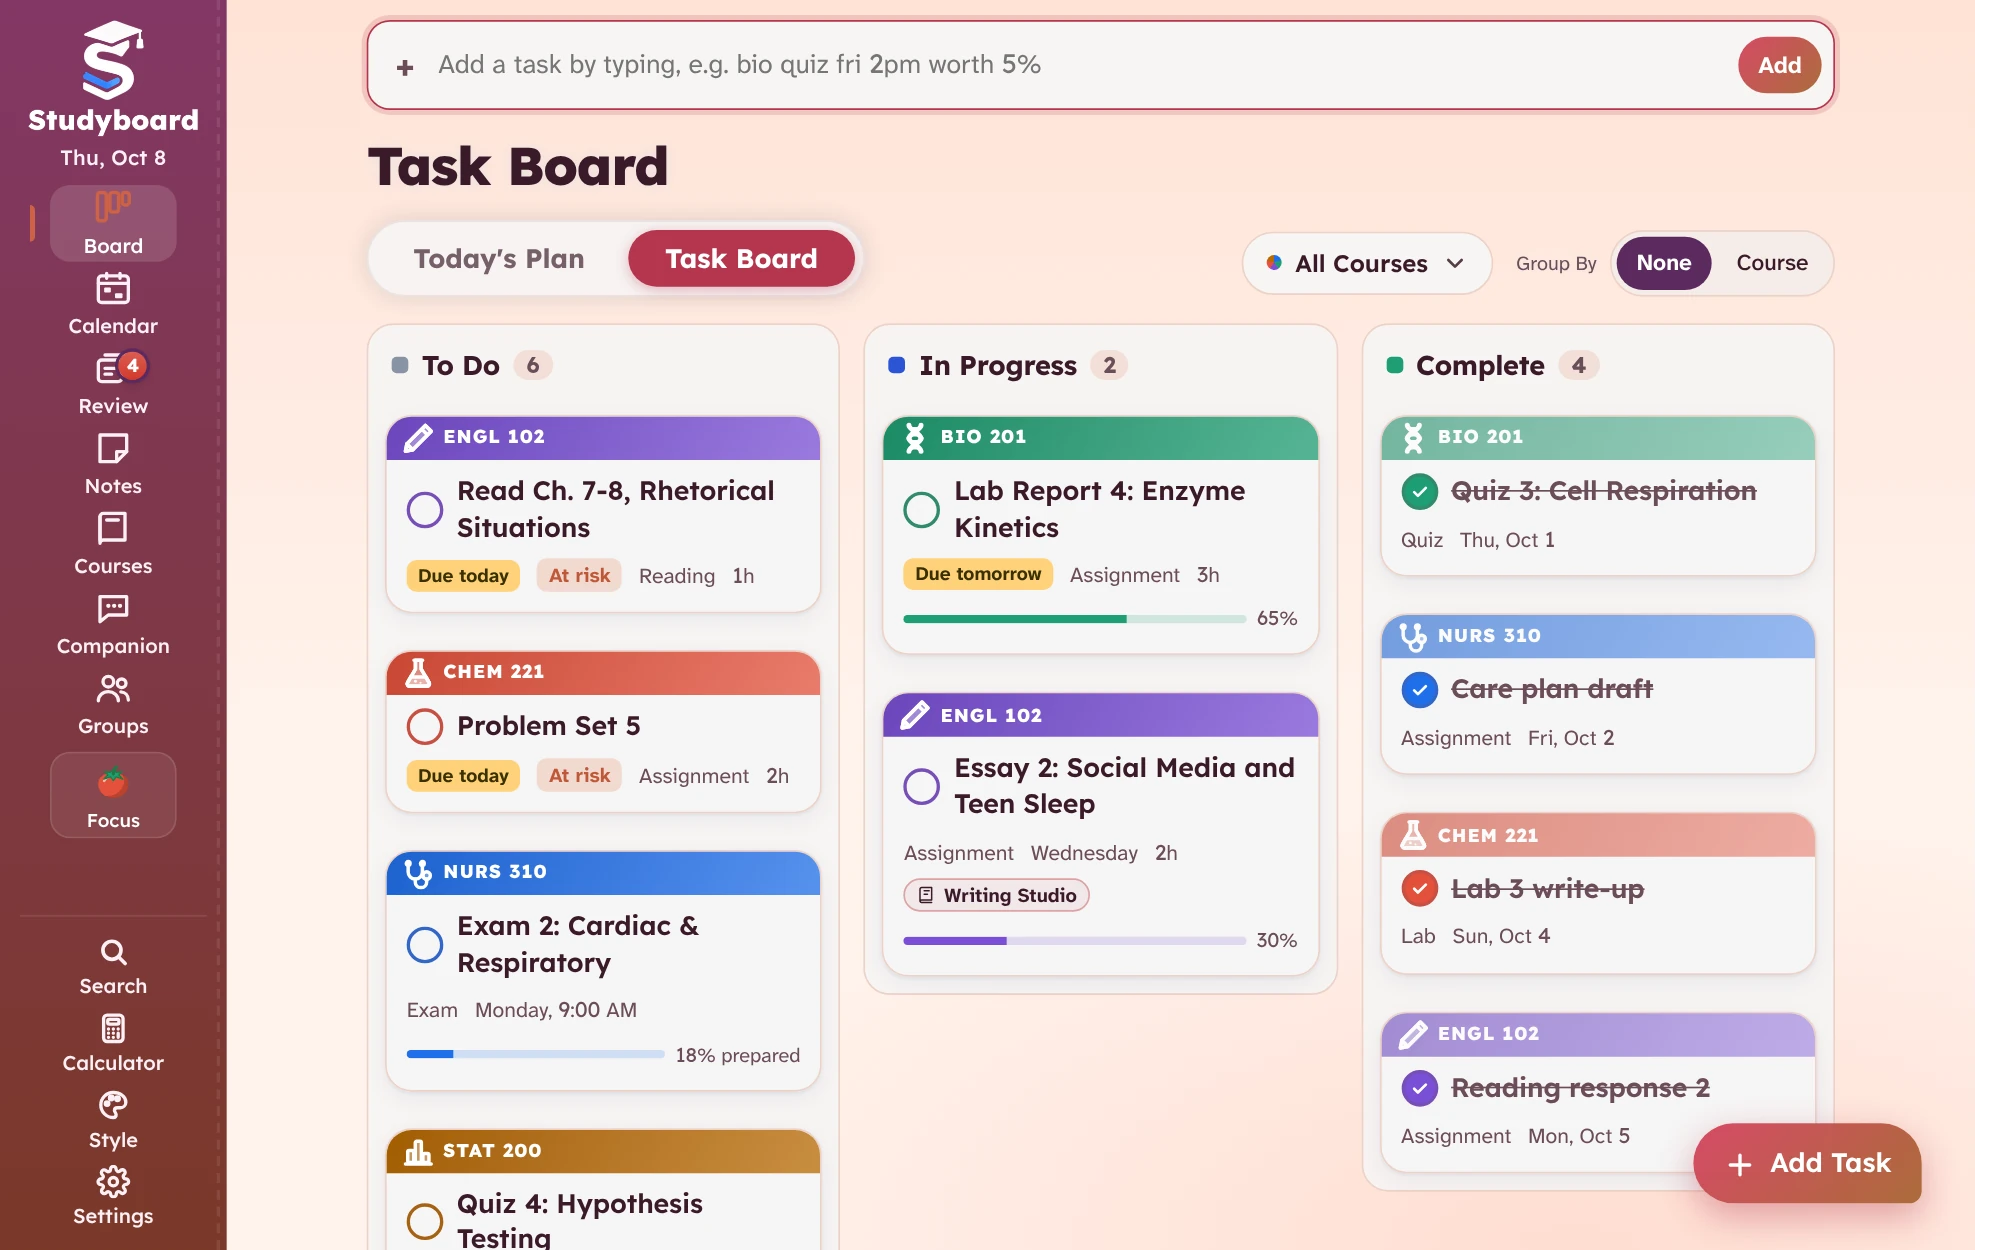 Studyboard
Thu, Oct 8
Board
Calendar
4
Review
Notes
Courses
Companion
Groups
Focus
Search
Calculator
Style
Settings
+ Add a task by typing, e.g. bio quiz fri 2pm worth 5%
Add
Task Board
Today's Plan
Task Board
All Courses
Group By
None
Course
To Do 6
ENGL 102
Read Ch. 7-8, Rhetorical
Situations
Due today At risk Reading 1h
CHEM 221
Problem Set 5
Due today At risk Assignment 2h
NURS 310
Exam 2: Cardiac &
Respiratory
Exam Monday, 9:00 AM
18% prepared
STAT 200
Quiz 4: Hypothesis
Testing
In Progress 2
BIO 201
Lab Report 4: Enzyme
Kinetics
Due tomorrow Assignment 3h
65%
ENGL 102
Essay 2: Social Media and
Teen Sleep
Assignment Wednesday 2h
Writing Studio
30%
Complete 4
BIO 201
Quiz 3: Cell Respiration
Quiz Thu, Oct 1
NURS 310
Care plan draft
Assignment Fri, Oct 2
CHEM 221
Lab 3 write-up
Lab Sun, Oct 4
ENGL 102
Reading response 2
Assignment Mon, Oct 5
+ Add Task